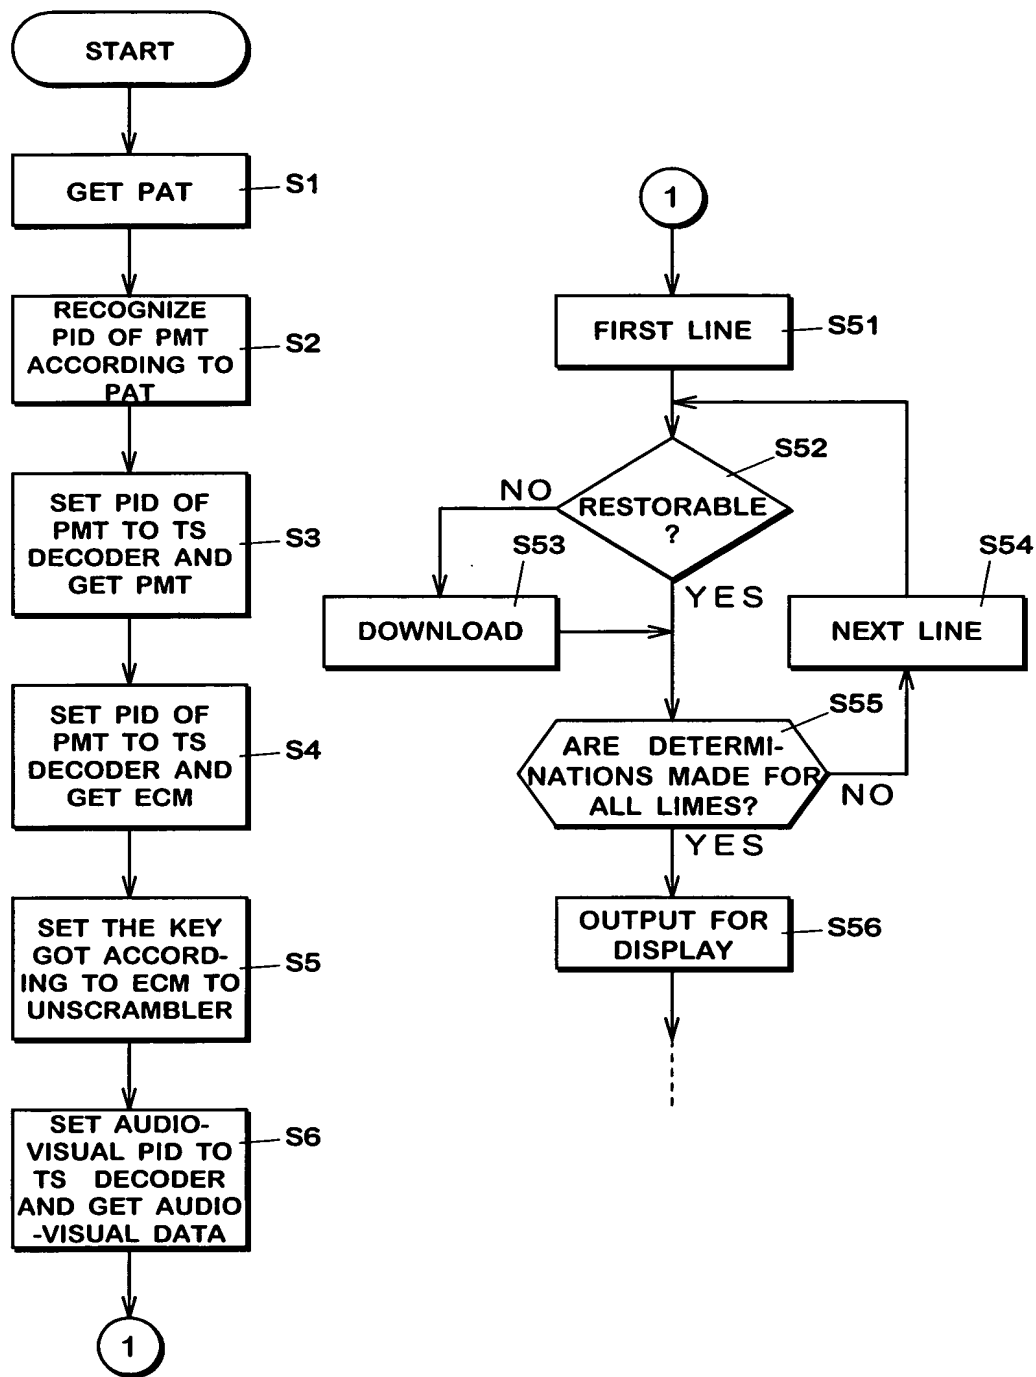 START
GET PAT
S1
RECOGNIZE
PID OF PMT
ACCORDING TO
PAT
S2
SET PID OF
PMT TO TS
DECODER AND
GET PMT
S3
SET PID OF
PMT TO TS
DECODER AND
GET ECM
S4
SET THE KEY
GOT ACCORD-
ING TO ECM TO
UNSCRAMBLER
S5
SET AUDIO-
VISUAL PID TO
TS DECODER
AND GET AUDIO
-VISUAL DATA
S6
1
1
FIRST LINE
S51
RESTORABLE
?
S52
NO
YES
S53
DOWNLOAD
S54
NEXT LINE
S55
ARE DETERMI-
NATIONS MADE FOR
ALL LIMES?
NO
YES
OUTPUT FOR
DISPLAY
S56